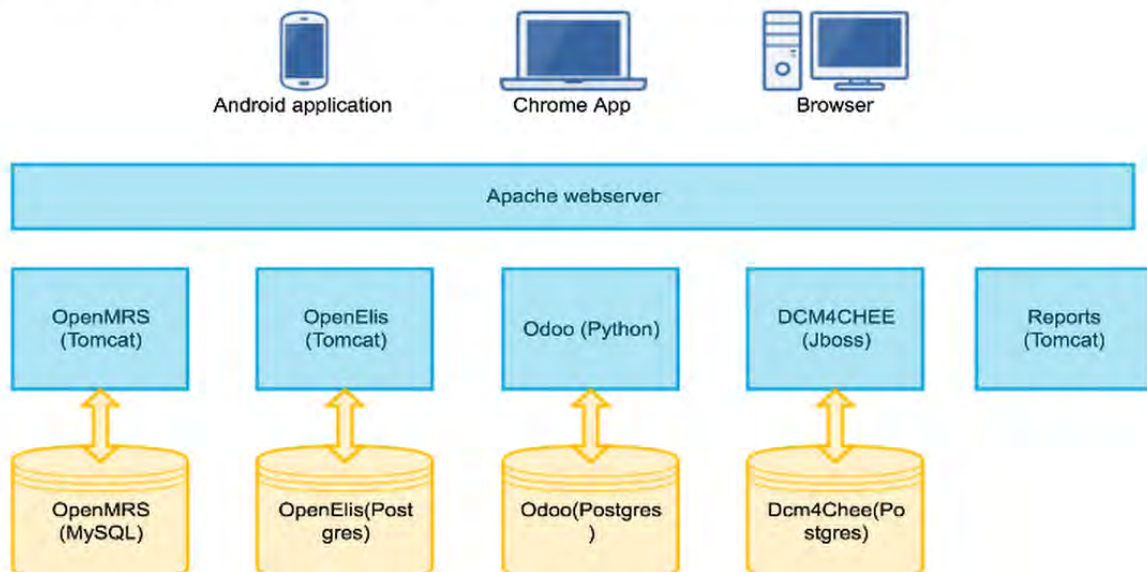 Android application
Chrome App
Browser
Apache webserver
OpenMRS
(Tomcat)
OpenElis
(Tomcat)
Odoo (Python)
DCM4CHEE
(Jboss)
Reports
(Tomcat)
OpenMRS
(MySQL)
OpenElis(Post
gres)
Odoo(Postgres
)
Dcm4Chee(Po
stgres)